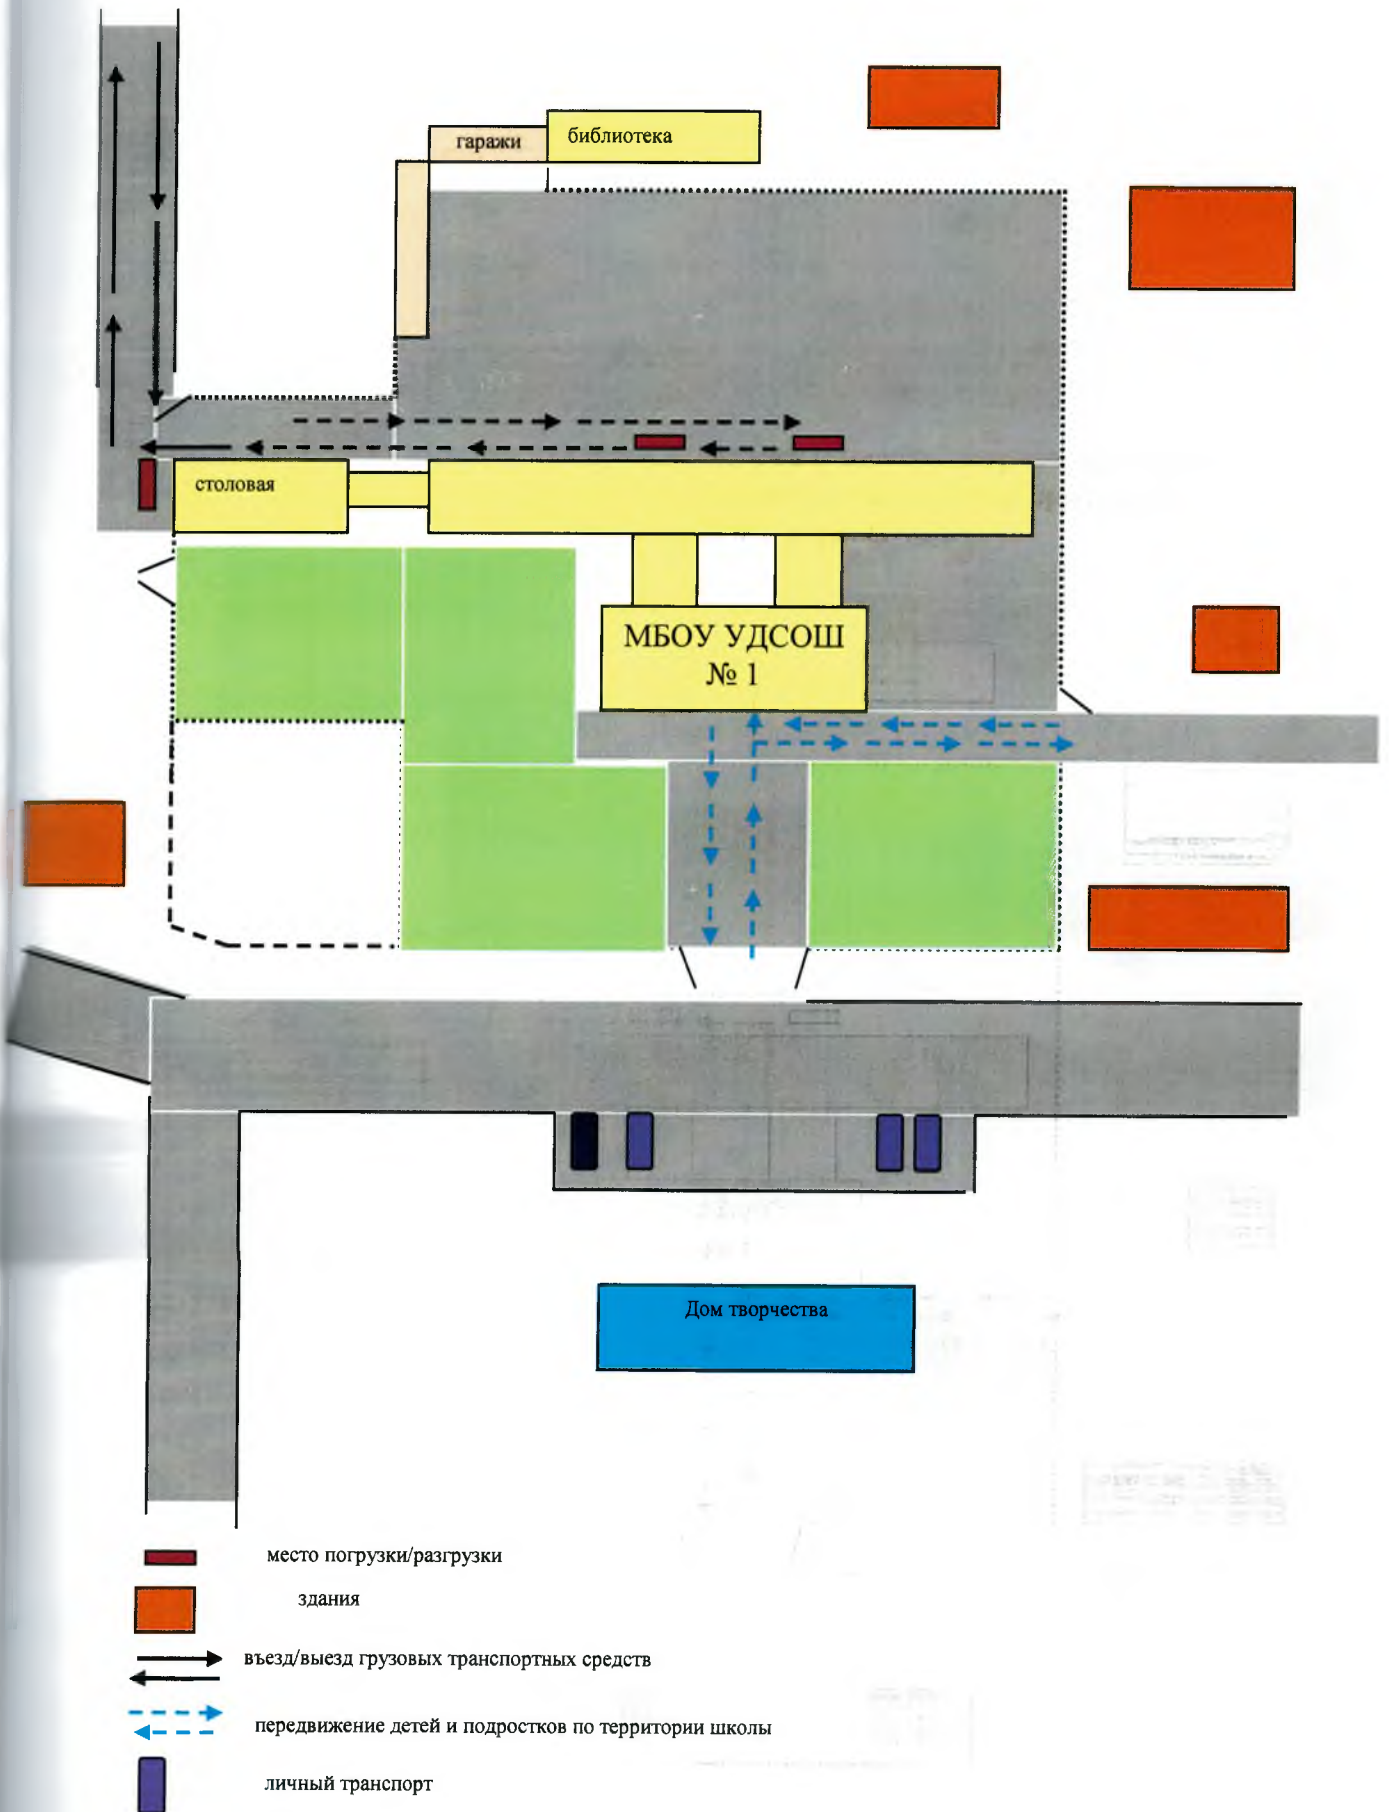 библиотека
гаражи
столовая
МБОУ УДСОШ
№ 1
Дом творчества
место погрузки/разгрузки
здания
въезд/выезд грузовых транспортных средств
передвижение детей и подростков по территории школы
личный транспорт